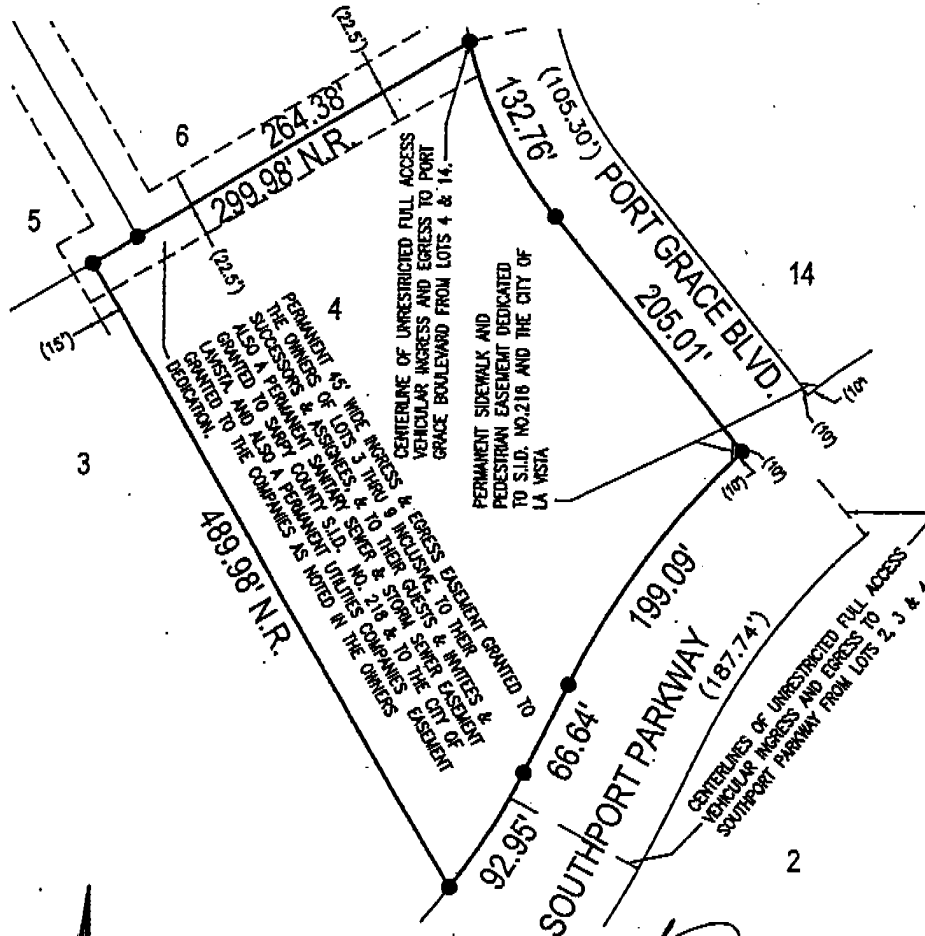 (22.5')
6
264.38'
299.98' N.R.
(22.5')
5
(15')
132.76'
(105.30') PORT GRACE BLVD.
14
205.01'
CENTERLINE OF UNRESTRICTED FULL ACCESS
VEHICULAR INGRESS AND EGRESS TO PORT
GRACE BOULEVARD FROM LOTS 4 & 14.
4
PERMANENT 45' WIDE INGRESS & EGRESS EASEMENT GRANTED TO
THE OWNERS OF LOTS 3 THRU 9 INCLUSIVE, TO THEIR
SUCCESSORS & ASSIGNEES, & TO THEIR GUESTS & INVITEES &
ALSO A PERMANENT SANITARY SEWER & STORM SEWER EASEMENT
GRANTED TO SARPY COUNTY S.I.D. NO. 218 & TO THE CITY OF
LAVISTA, AND ALSO A PERMANENT UTILITIES COMPANIES EASEMENT
GRANTED TO THE COMPANIES AS NOTED IN THE OWNERS
DEDICATION.
PERMANENT SIDEWALK AND
PEDESTRIAN EASEMEMT DEDICATED
TO S.I.D. NO.218 AND THE CITY OF
LA VISTA
(10')
(10')
(10')
(10')
3
489.98' N.R.
199.09'
66.64'
92.95'
SOUTHPORT PARKWAY
(187.74')
CENTERLINES OF UNRESTRICTED FULL ACCESS
VEHICULAR INGRESS AND EGRESS TO
SOUTHPORT PARKWAY FROM LOTS 2, 3 &
2